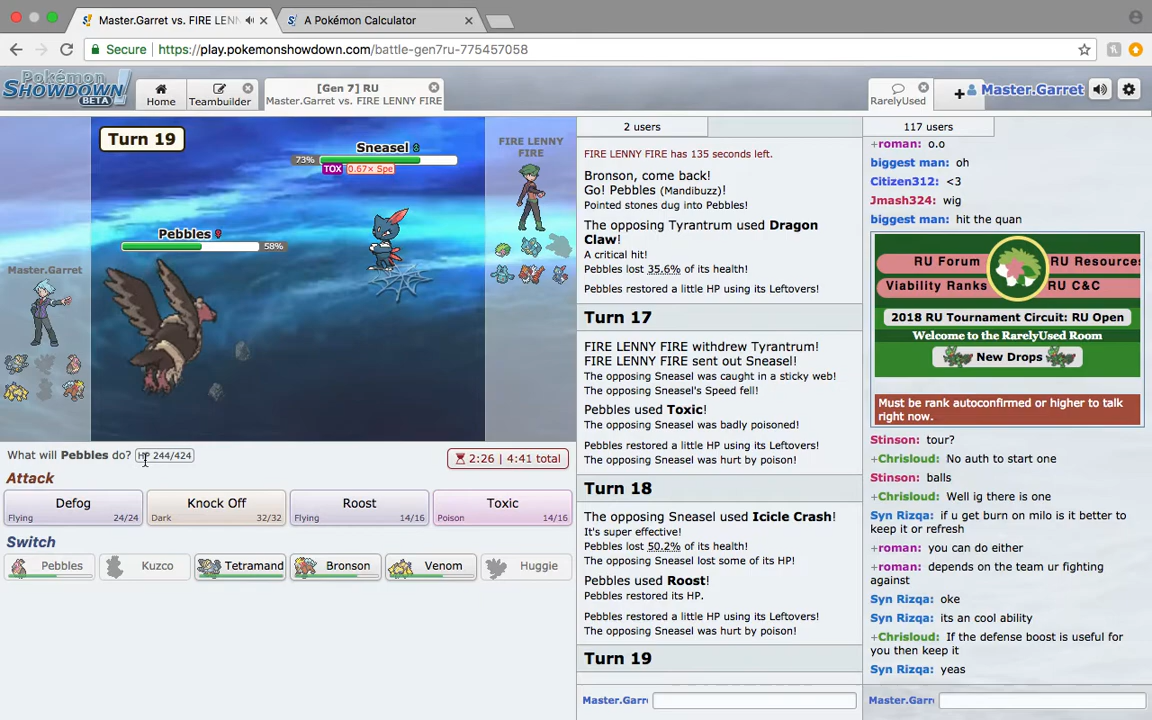 Master.Garret vs. FIRE LENN
A Pokémon Calculator
Secure
https://play.pokemonshowdown.com/battle-gen7ru-775457058
Pokémon
SHOWDOWN!
BETA
Home
Teambuilder
[Gen 7] RU
Master.Garret vs. FIRE LENNY FIRE
RarelyUsed
+
Master.Garret
Turn 19
Sneasel
73%
TOX
0.67× Spe
Pebbles
58%
Master.Garret
FIRE LENNY
FIRE
What will Pebbles do?
HP 244/424
2:26 | 4:41 total
Attack
Defog
Flying
24/24
Knock Off
Dark
32/32
Roost
Flying
14/16
Toxic
Poison
14/16
Switch
Pebbles
Kuzco
Tetramand
Bronson
Venom
Huggie
2 users
FIRE LENNY FIRE has 135 seconds left.
Bronson, come back!
Go! Pebbles (Mandibuzz)!
Pointed stones dug into Pebbles!
The opposing Tyrantrum used Dragon
Claw!
A critical hit!
Pebbles lost 35.6% of its health!
Pebbles restored a little HP using its Leftovers!
Turn 17
FIRE LENNY FIRE withdrew Tyrantrum!
FIRE LENNY FIRE sent out Sneasel!
The opposing Sneasel was caught in a sticky web!
The opposing Sneasel's Speed fell!
Pebbles used Toxic!
The opposing Sneasel was badly poisoned!
Pebbles restored a little HP using its Leftovers!
The opposing Sneasel was hurt by poison!
Turn 18
The opposing Sneasel used Icicle Crash!
It's super effective!
Pebbles lost 50.2% of its health!
The opposing Sneasel lost some of its HP!
Pebbles used Roost!
Pebbles restored its HP.
Pebbles restored a little HP using its Leftovers!
The opposing Sneasel was hurt by poison!
Turn 19
Master.Garr
117 users
+roman: o.o
biggest man: oh
Citizen312: <3
Jmash324: wig
biggest man: hit the quan
RU Forum
RU Resource
Viability Ranks
RU C&C
2018 RU Tournament Circuit: RU Open
Welcome to the RarelyUsed Room
New Drops
Must be rank autoconfirmed or higher to talk
right now.
Stinson: tour?
+Chrisloud: No auth to start one
Stinson: balls
+Chrisloud: Well ig there is one
Syn Rizqa: if u get burn on milo is it better to
keep it or refresh
+roman: you can do either
+roman: depends on the team ur fighting
against
Syn Rizqa: oke
Syn Rizqa: its an cool ability
+Chrisloud: If the defense boost is useful for
you then keep it
Syn Rizqa: yeas
Master.Garr